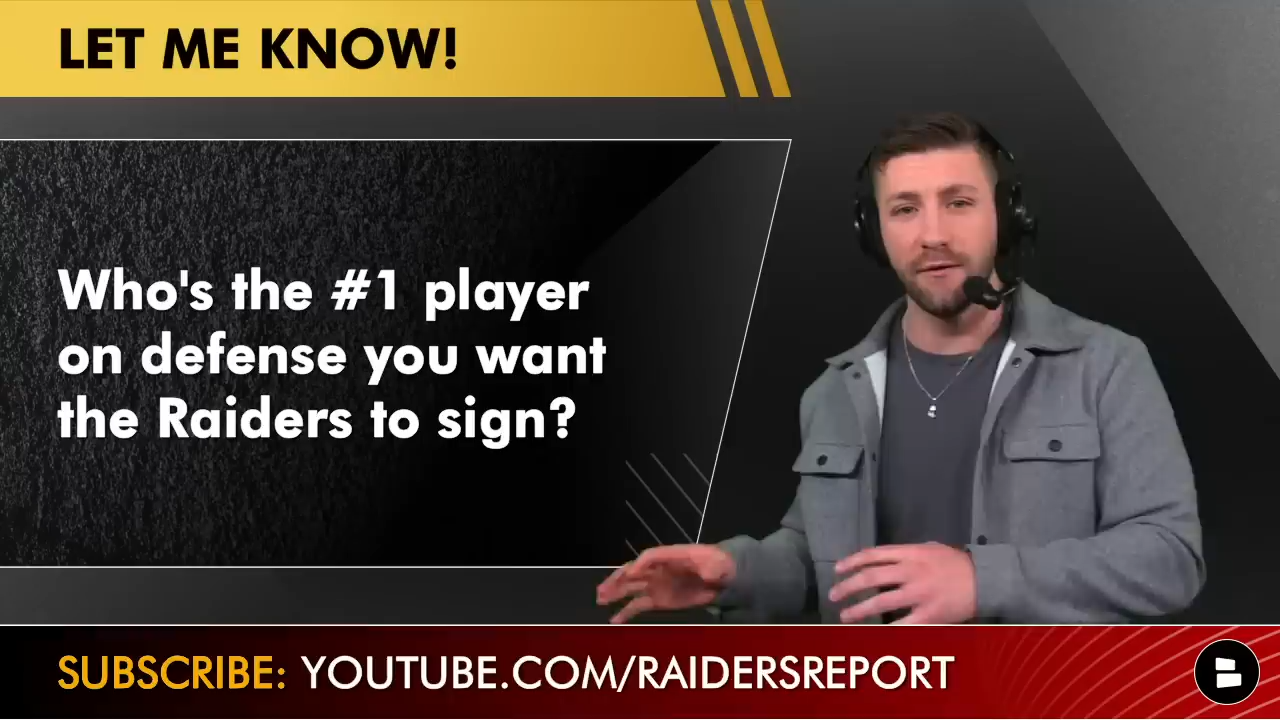 LET ME KNOW!
Who's the #1 player
on defense you want
the Raiders to sign?
SUBSCRIBE: YOUTUBE.COM/RAIDERSREPORT